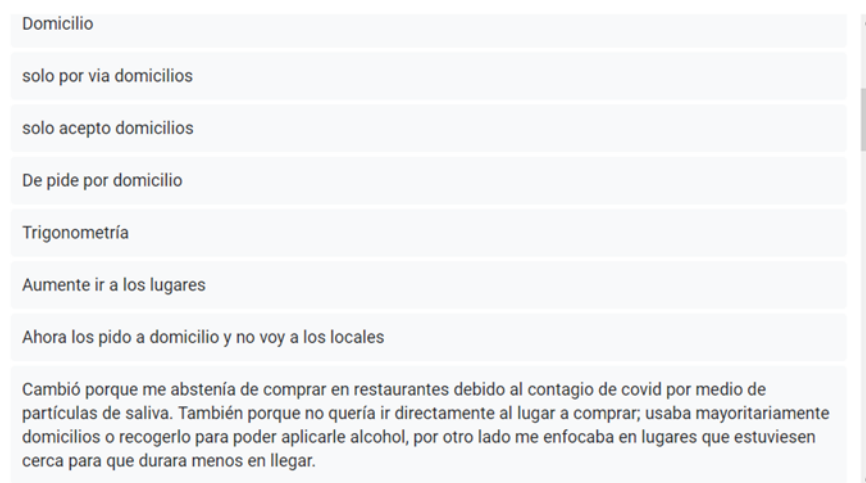 Domicilio
solo por via domicilios
solo acepto domicilios
De pide por domicilio
Trigonometría
Aumente ir a los lugares
Ahora los pido a domicilio y no voy a los locales
Cambió porque me abstenía de comprar en restaurantes debido al contagio de covid por medio de
partículas de saliva. También porque no quería ir directamente al lugar a comprar; usaba mayoritariamente
domicilios o recogerlo para poder aplicarle alcohol, por otro lado me enfocaba en lugares que estuviesen
cerca para que durara menos en llegar.